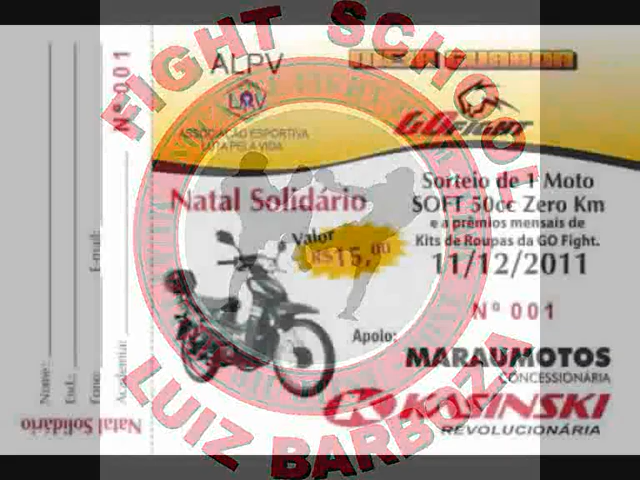 FIGHT SCHOOL
ALPV
ASSOCIAÇÃO ESPORTIVA
LUTA PELA VIDA
GO FIGHT
Nº 001
Natal Solidário
Sorteio de 1 Moto
SOFT 50cc Zero Km
e a prêmios mensais de
Kits de Roupas da GO Fight.
11/12/2011
Valor
R$15,00
Nº 001
Apoio:
MARAUMOTOS
CONCESSIONÁRIA
KASINSKI
REVOLUCIONÁRIA
Nome:
End.:
Fone:
E-mail:
Academia:
Natal Solidário
LUIZ BARBOZA